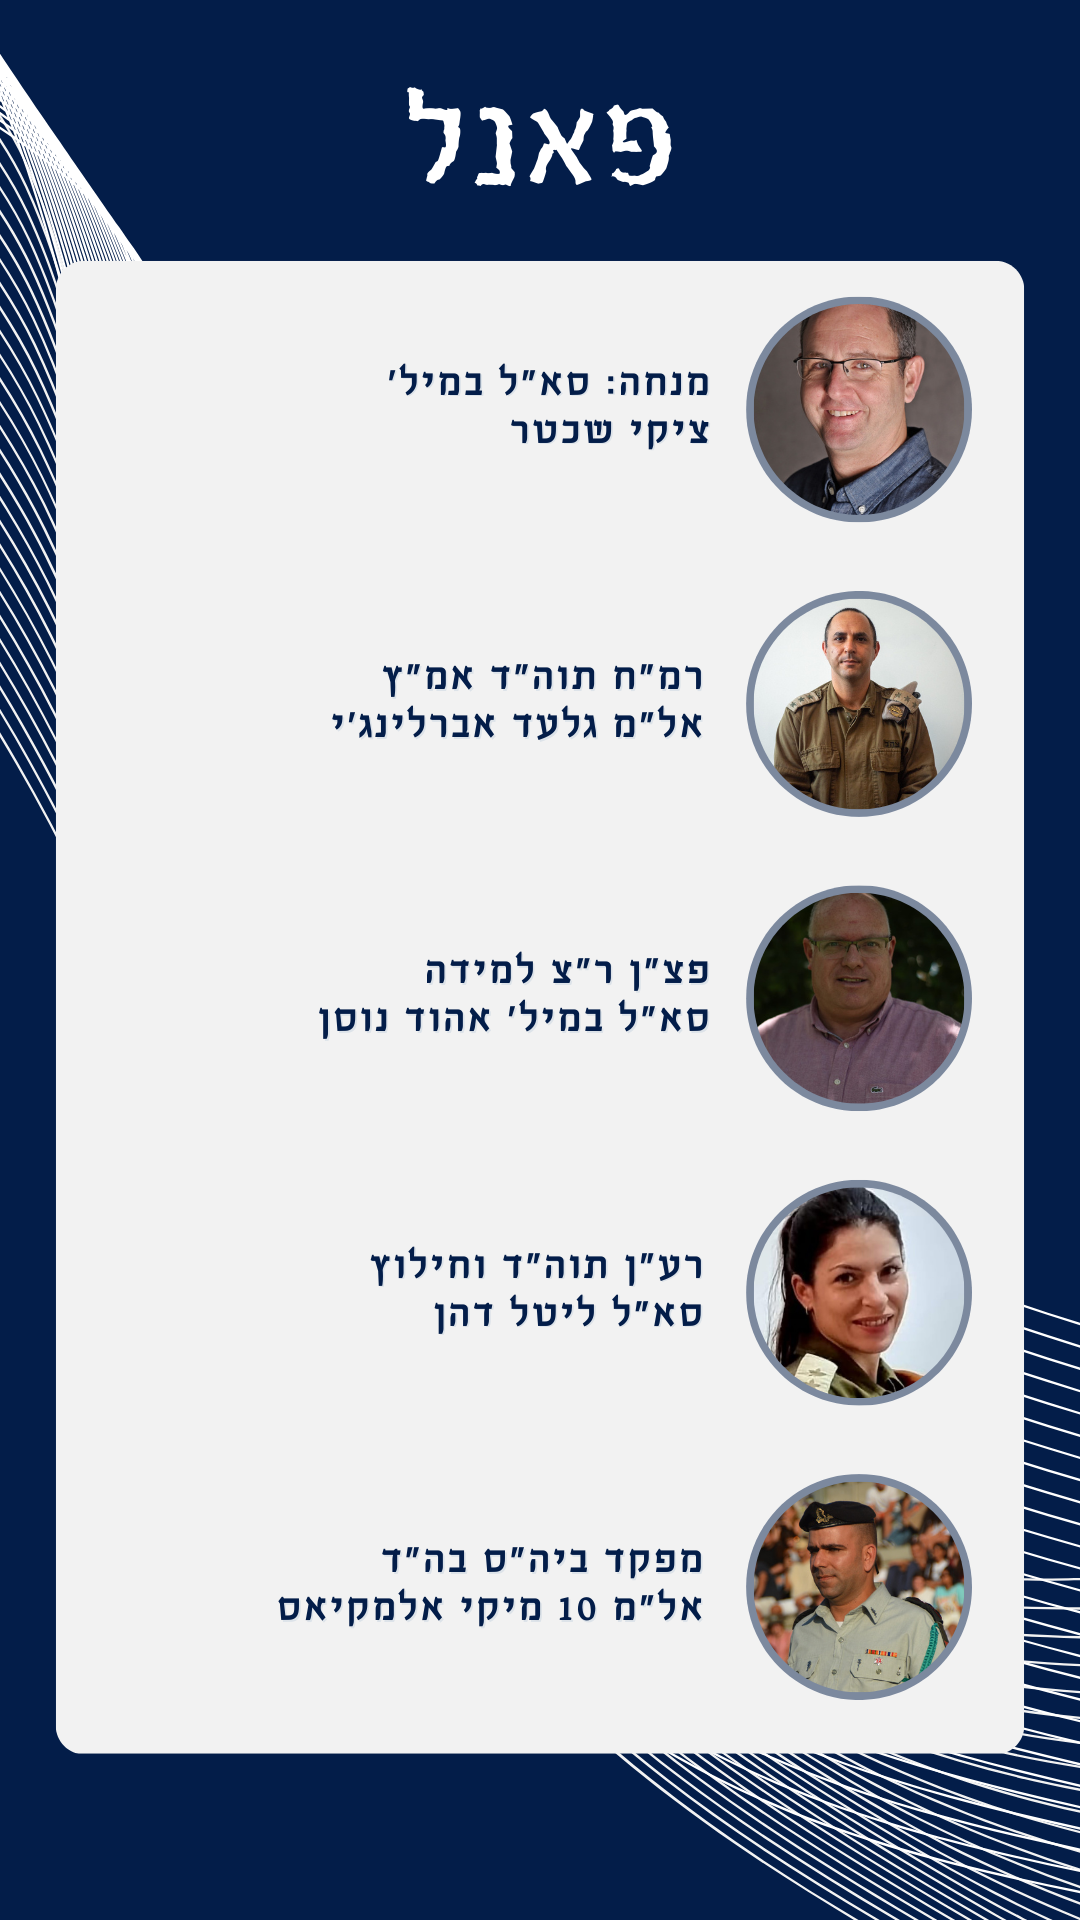 פאנל
מנחה: סא"ל במיל'
ציקי שכטר
רמ"ח תוה"ד אמ"ץ
אל"מ גלעד אברלינג'י
פצ"ן ר"צ למידה
סא"ל במיל' אהוד נוסן
רע"ן תוה"ד וחילוץ
סא"ל ליטל דהן
מפקד ביה"ס בה"ד
אל"מ 10 מיקי אלמקיאס